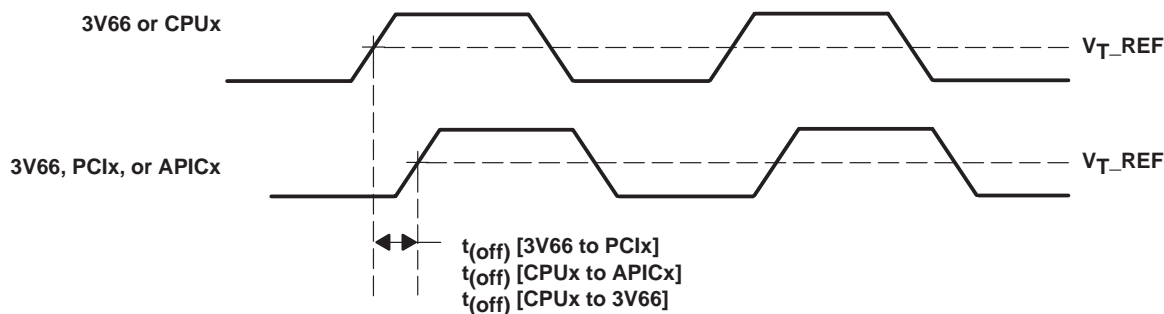 3V66 or CPUx
VT_REF
3V66, PCIx, or APICx
VT_REF
t(off) [3V66 to PCIx]
t(off) [CPUx to APICx]
t(off) [CPUx to 3V66]